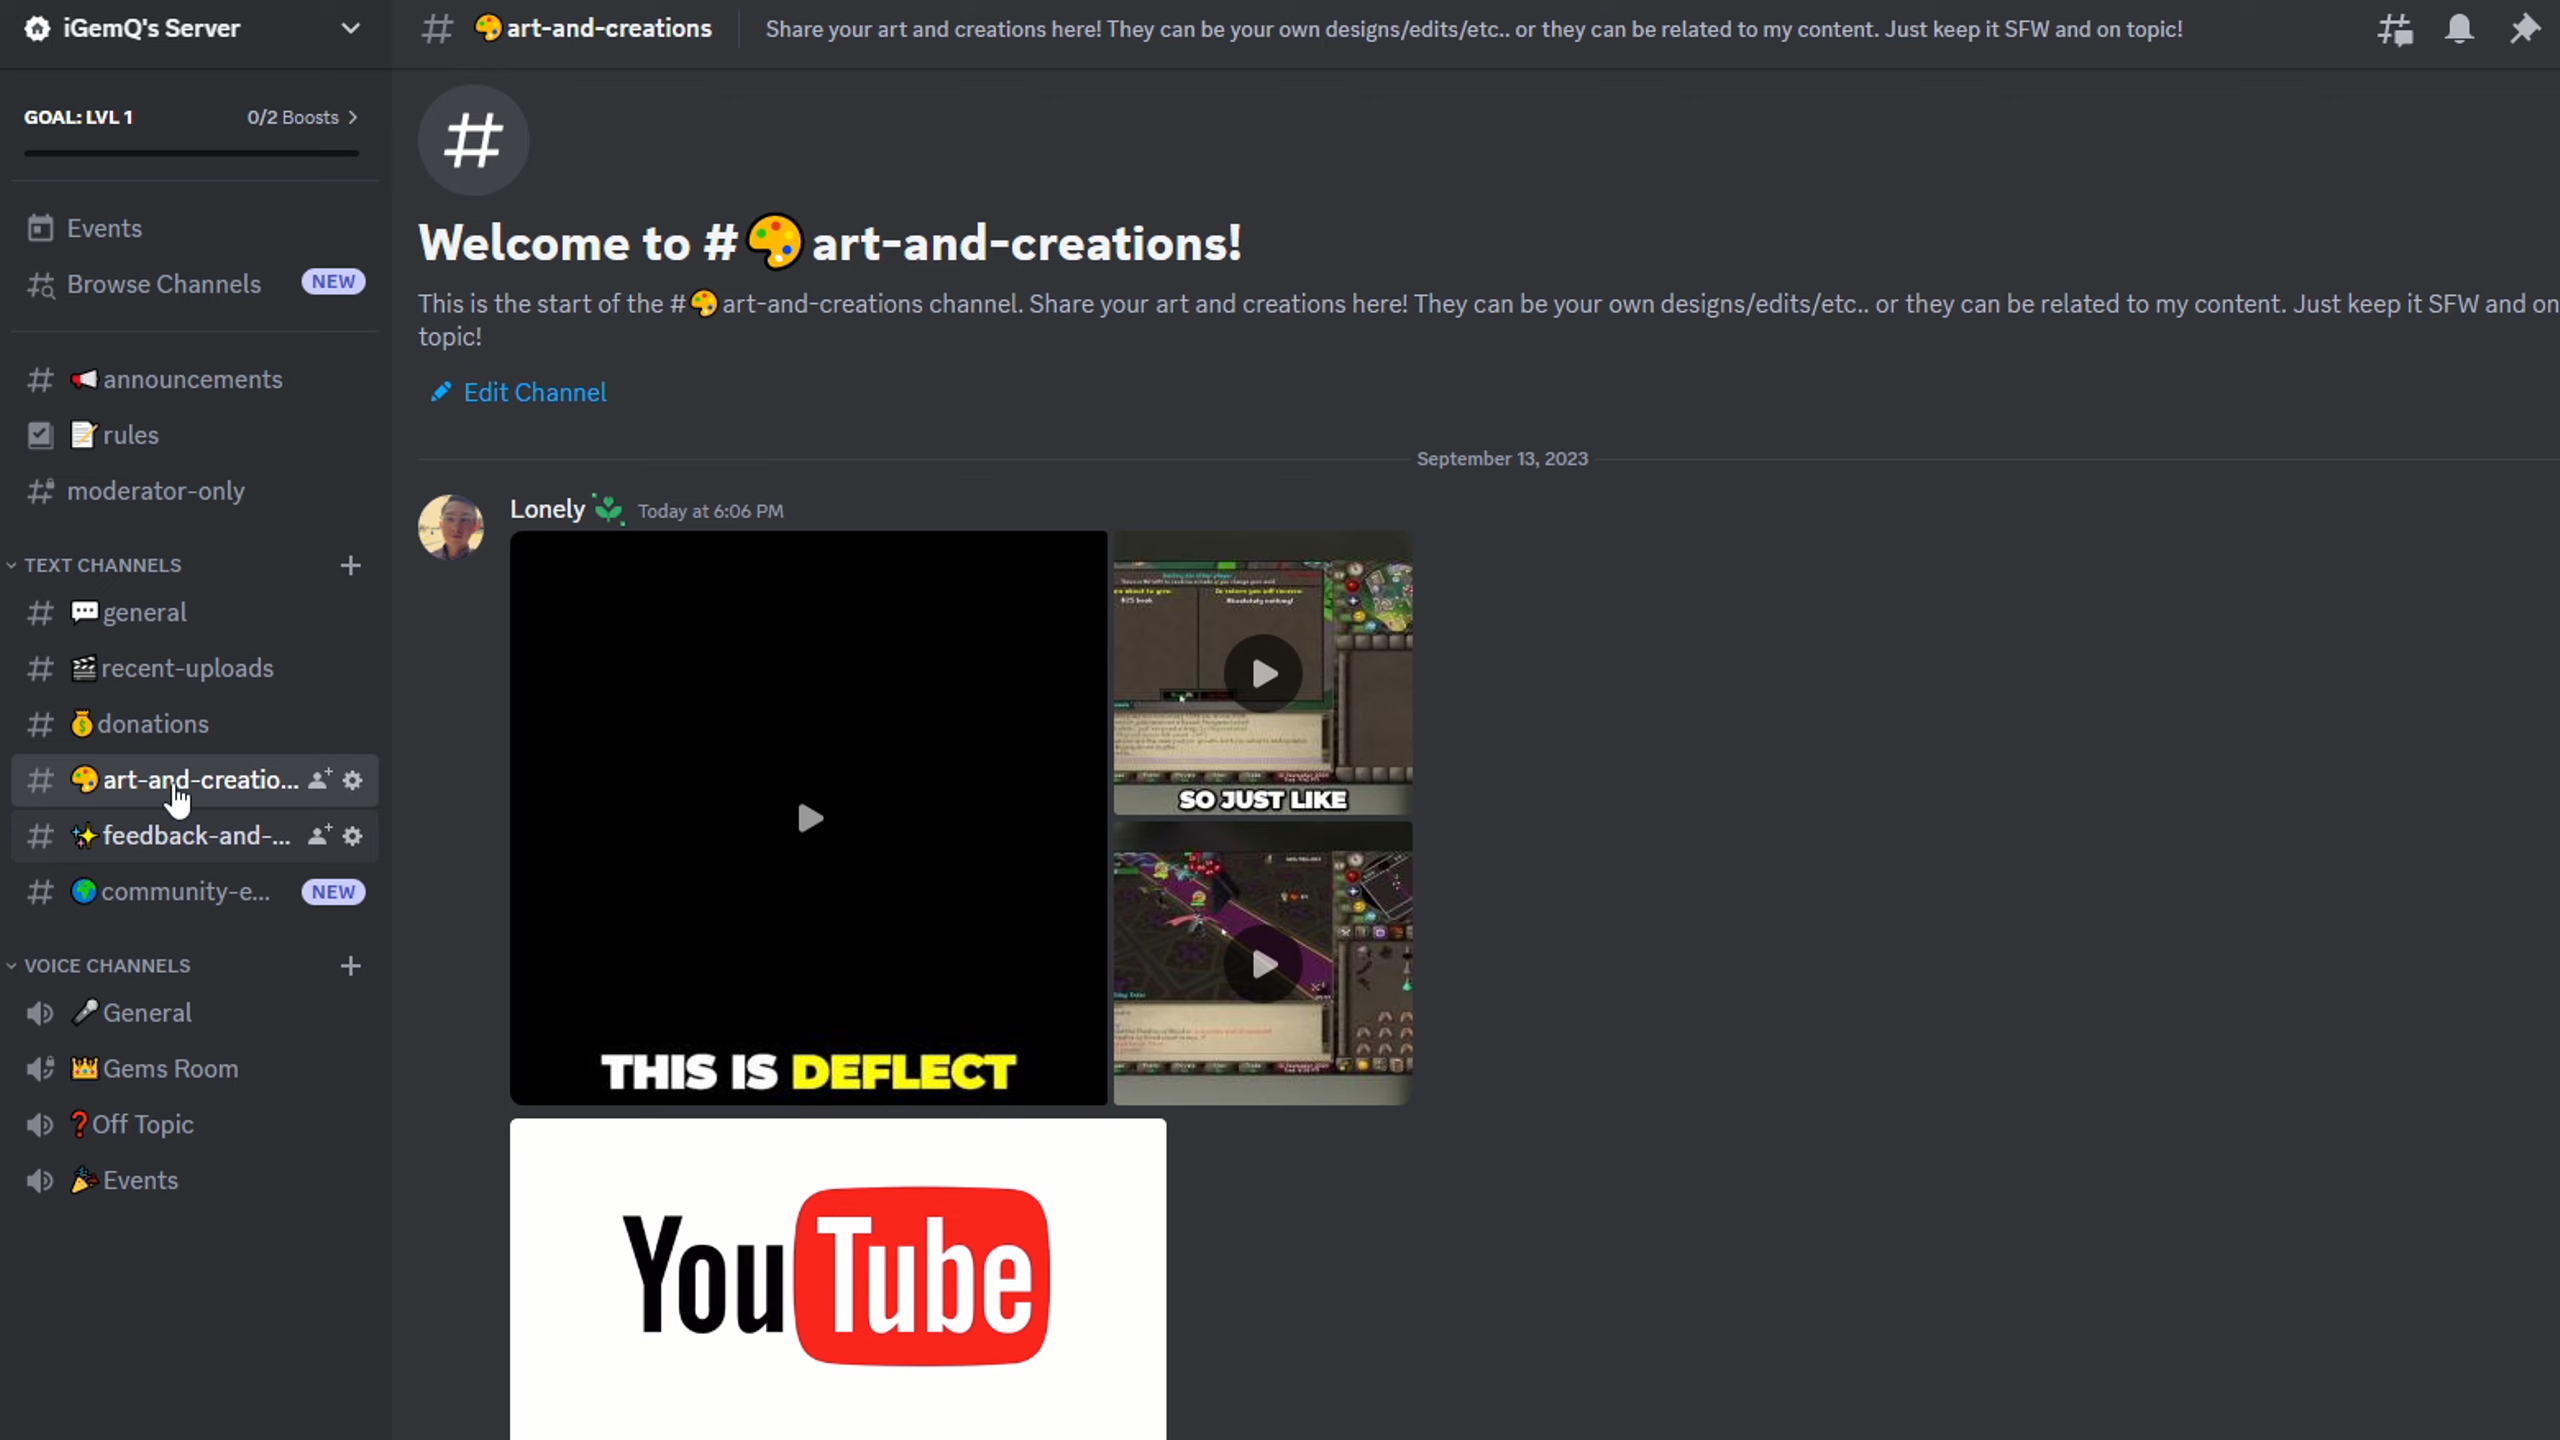 iGemQ's Server
GOAL: LVL 1
0/2 Boosts
Events
Browse Channels
NEW
announcements
rules
moderator-only
TEXT CHANNELS
general
recent-uploads
donations
art-and-creatio...
feedback-and-...
community-e...
NEW
VOICE CHANNELS
General
Gems Room
Off Topic
Events
art-and-creations
Share your art and creations here! They can be your own designs/edits/etc.. or they can be related to my content. Just keep it SFW and on topic!
Welcome to #🎨art-and-creations!
This is the start of the #🎨art-and-creations channel. Share your art and creations here! They can be your own designs/edits/etc.. or they can be related to my content. Just keep it SFW and on
topic!
Edit Channel
September 13, 2023
Lonely
Today at 6:06 PM
THIS IS DEFLECT
Absolutely nothing!
SO JUST LIKE
YouTube